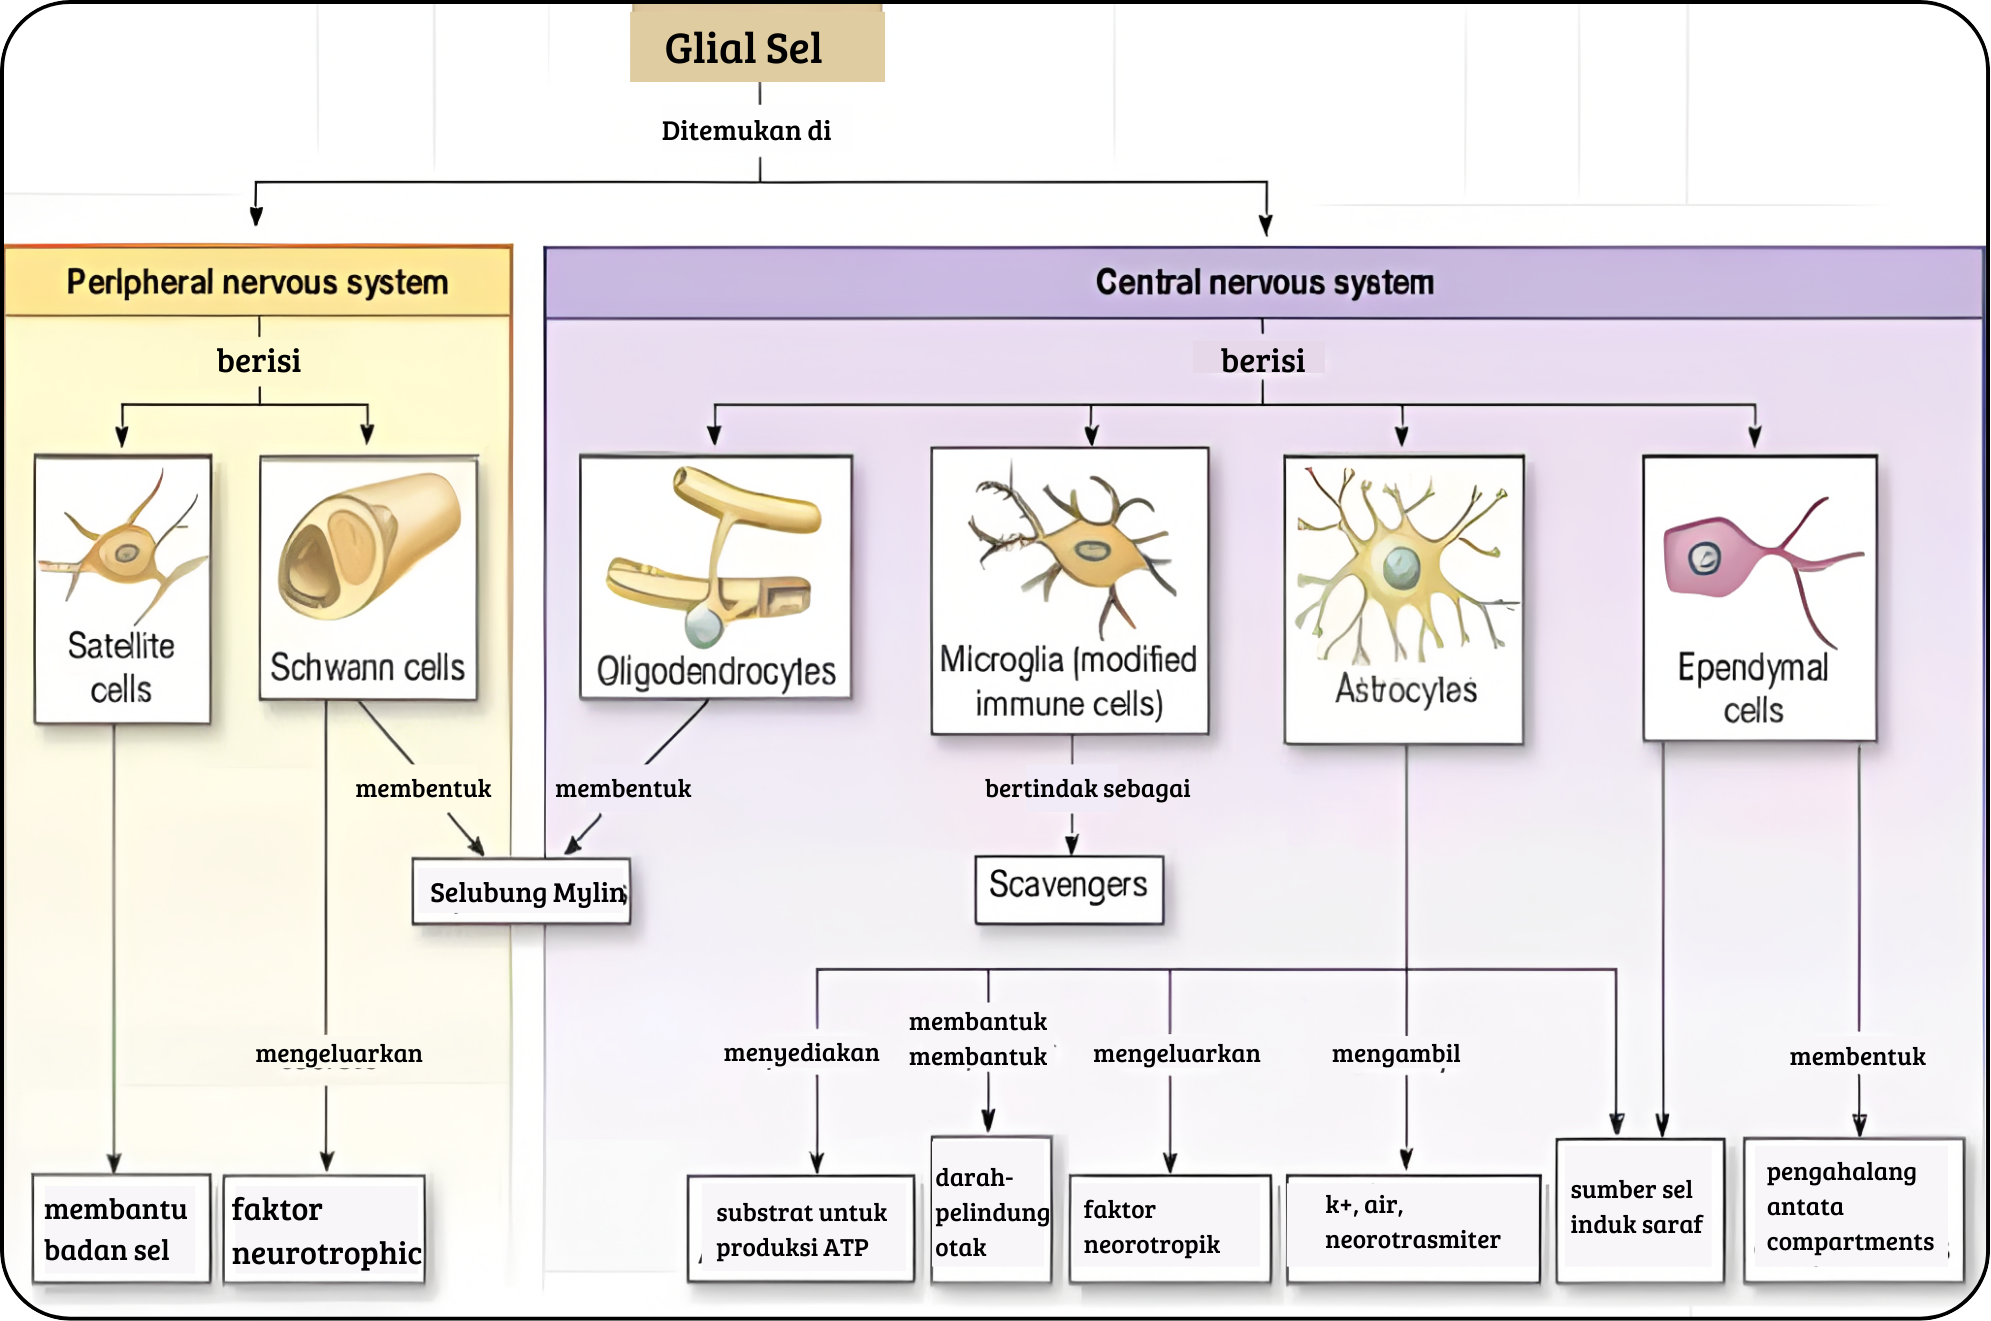 Glial Sel
Ditemukan di
Peripheral nervous system
Central nervous system
berisi
berisi
Satellite
cells
Schwann cells
Oligodendrocytes
Microglia (modified
immune cells)
Astrocytes
Ependymal
cells
membentuk
membentuk
bertindak sebagai
Selubung Mylin
Scavengers
mengeluarkan
menyediakan
membantuk
membantuk
mengeluarkan
mengambil
membentuk
membantu
badan sel
faktor
neurotrophic
substrat untuk
produksi ATP
darah-
pelindung
otak
faktor
neorotropik
k+, air,
neorotrasmiter
sumber sel
induk saraf
pengahalang
antata
compartments